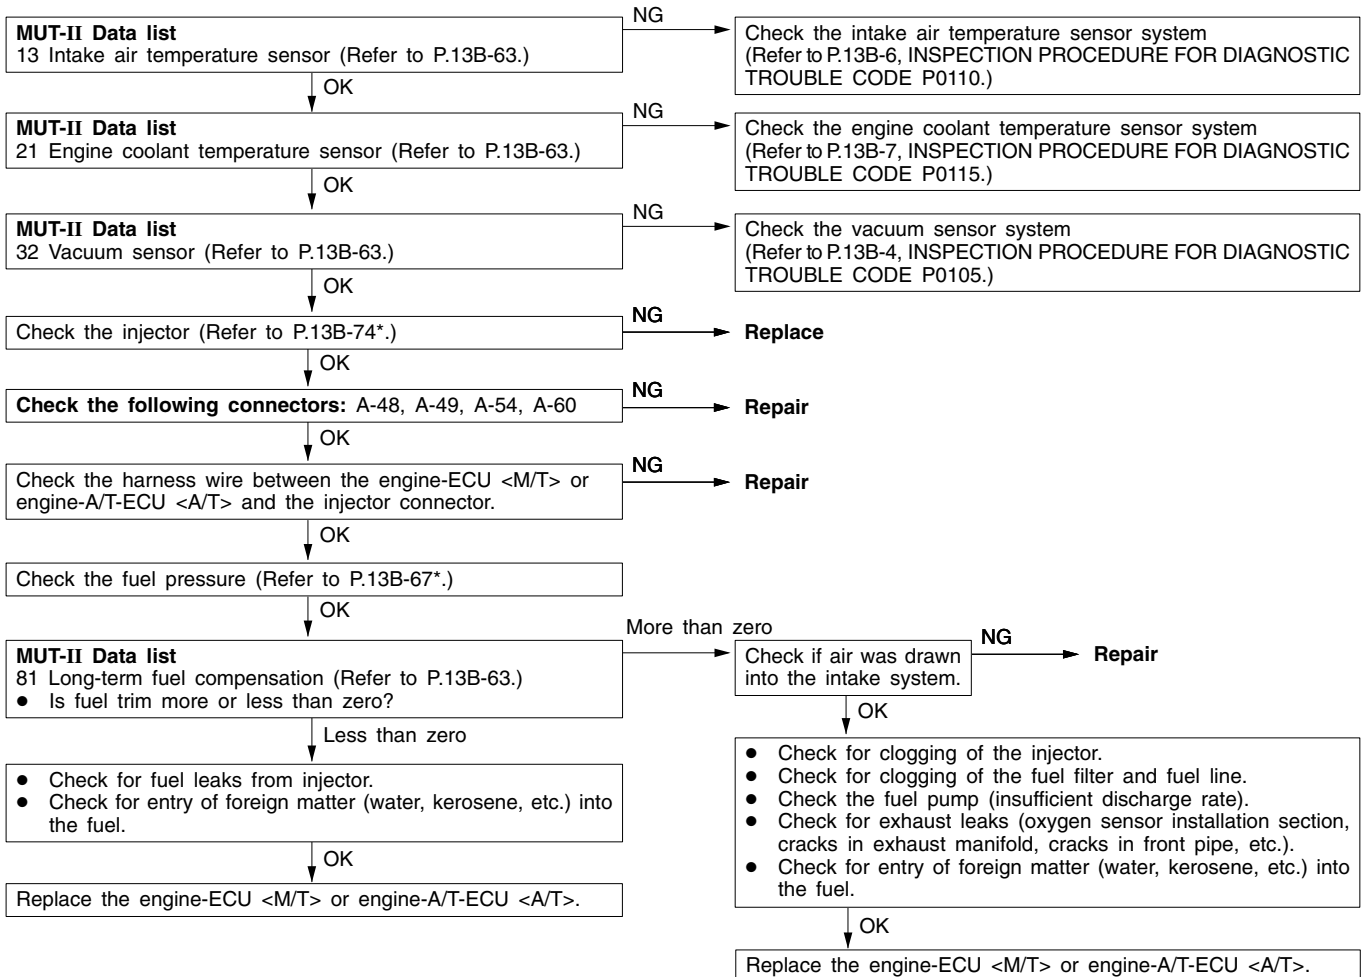 NG
MUT-II Data list
13 Intake air temperature sensor (Refer to P.13B-63.)
Check the intake air temperature sensor system
(Refer to P.13B-6, INSPECTION PROCEDURE FOR DIAGNOSTIC
TROUBLE CODE P0110.)
OK
NG
MUT-II Data list
21 Engine coolant temperature sensor (Refer to P.13B-63.)
Check the engine coolant temperature sensor system
(Refer to P.13B-7, INSPECTION PROCEDURE FOR DIAGNOSTIC
TROUBLE CODE P0115.)
OK
NG
MUT-II Data list
32 Vacuum sensor (Refer to P.13B-63.)
Check the vacuum sensor system
(Refer to P.13B-4, INSPECTION PROCEDURE FOR DIAGNOSTIC
TROUBLE CODE P0105.)
OK
Check the injector (Refer to P.13B-74*.)
NG
Replace
OK
Check the following connectors: A-48, A-49, A-54, A-60
NG
Repair
OK
Check the harness wire between the engine-ECU <M/T> or
engine-A/T-ECU <A/T> and the injector connector.
NG
Repair
OK
Check the fuel pressure (Refer to P.13B-67*.)
OK
MUT-II Data list
81 Long-term fuel compensation (Refer to P.13B-63.)
● Is fuel trim more or less than zero?
More than zero
Check if air was drawn
into the intake system.
NG
Repair
OK
Less than zero
● Check for fuel leaks from injector.
● Check for entry of foreign matter (water, kerosene, etc.) into
the fuel.
OK
Replace the engine-ECU <M/T> or engine-A/T-ECU <A/T>.
● Check for clogging of the injector.
● Check for clogging of the fuel filter and fuel line.
● Check the fuel pump (insufficient discharge rate).
● Check for exhaust leaks (oxygen sensor installation section,
cracks in exhaust manifold, cracks in front pipe, etc.).
● Check for entry of foreign matter (water, kerosene, etc.) into
the fuel.
OK
Replace the engine-ECU <M/T> or engine-A/T-ECU <A/T>.